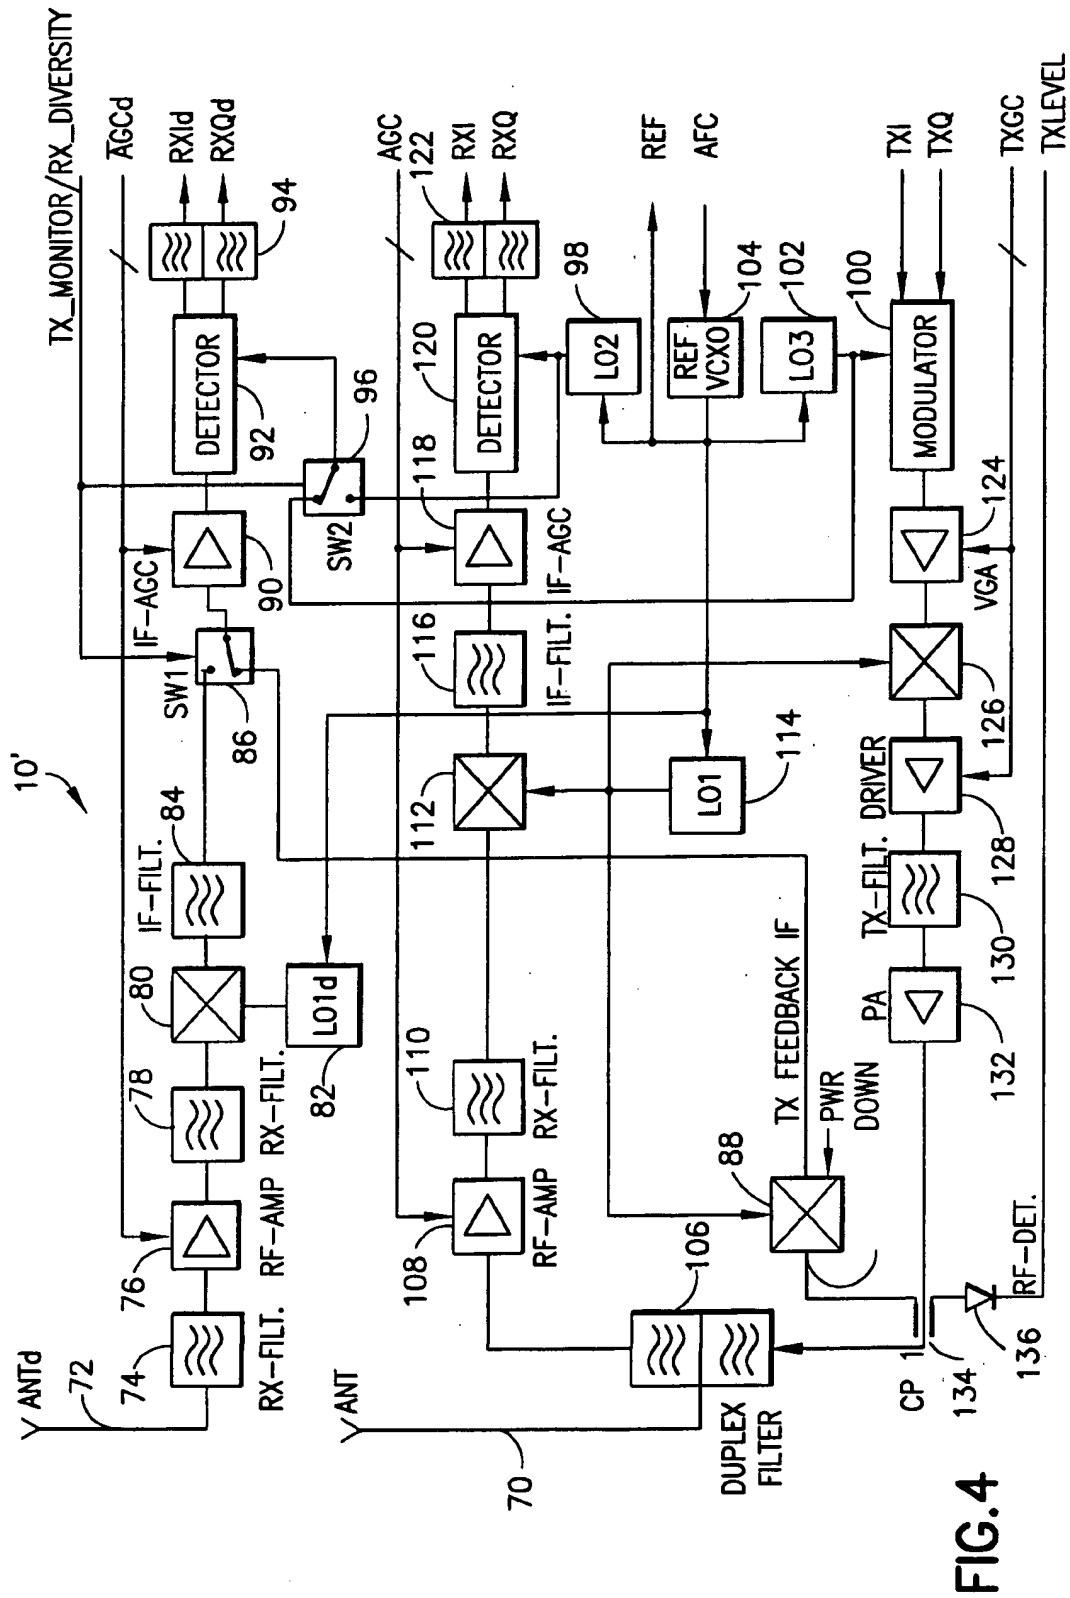 10'
TX_MONITOR/RX_DIVERSITY
AGCd
RXId
RXQd
94
ANTd
72
74
RX-FILT.
76
RF-AMP
78
RX-FILT.
80
LO1d
82
IF-FILT.
84
SW1
86
IF-AGC
90
DETECTOR
92
SW2
96
AGC
RXI
RXQ
122
ANT
70
DUPLEX
FILTER
106
108
RF-AMP
110
RX-FILT.
112
116
IF-FILT.
118
IF-AGC
DETECTOR
120
LO2
98
REF
AFC
REF
VCXO
104
LO3
102
LO1
114
TX FEEDBACK IF
88
PWR
DOWN
TXI
TXQ
TXGC
TXLEVEL
MODULATOR
100
VGA
124
126
DRIVER
128
TX-FILT.
130
PA
132
CP 1
134
136
RF-DET.
FIG.4